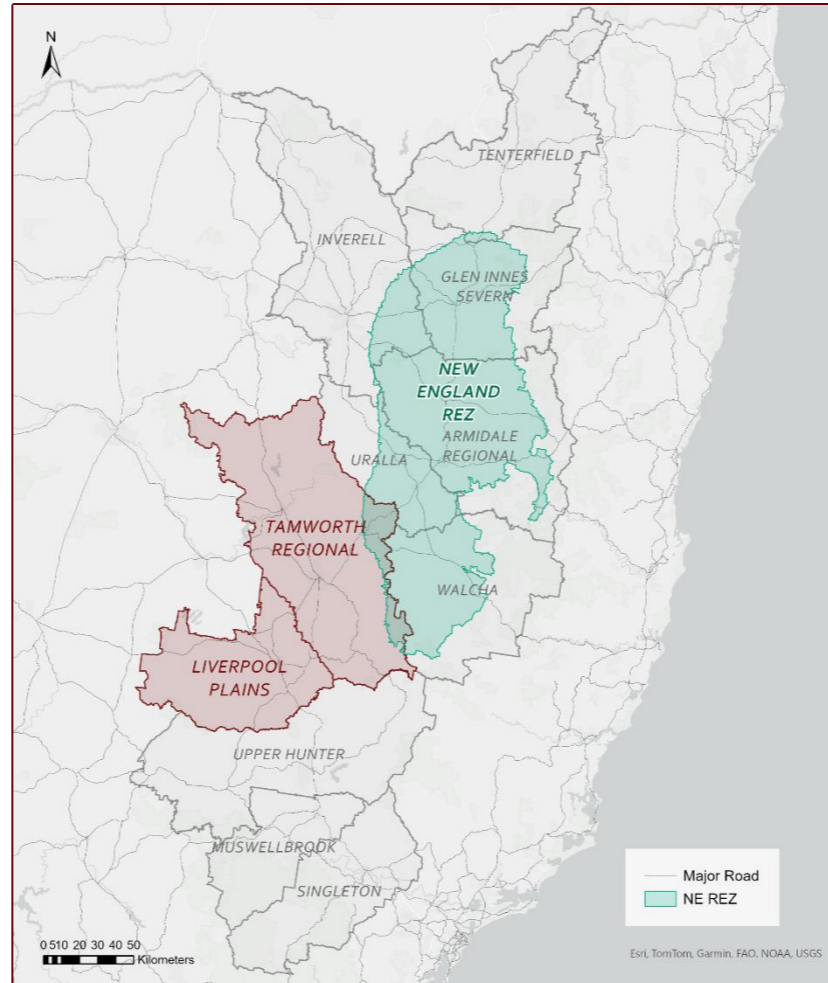 N
TENTERFIELD
INVERELL
GLEN INNES
SEVERN
NEW
ENGLAND
REZ
ARMIDALE
REGIONAL
URALLA
TAMWORTH
REGIONAL
WALCHA
LIVERPOOL
PLAINS
UPPER HUNTER
MUSWELLBROOK
SINGLETON
Major Road
NE REZ
0 5 10 20 30 40 50
Kilometers
Esri, TomTom, Garmin, FAO, NOAA, USGS